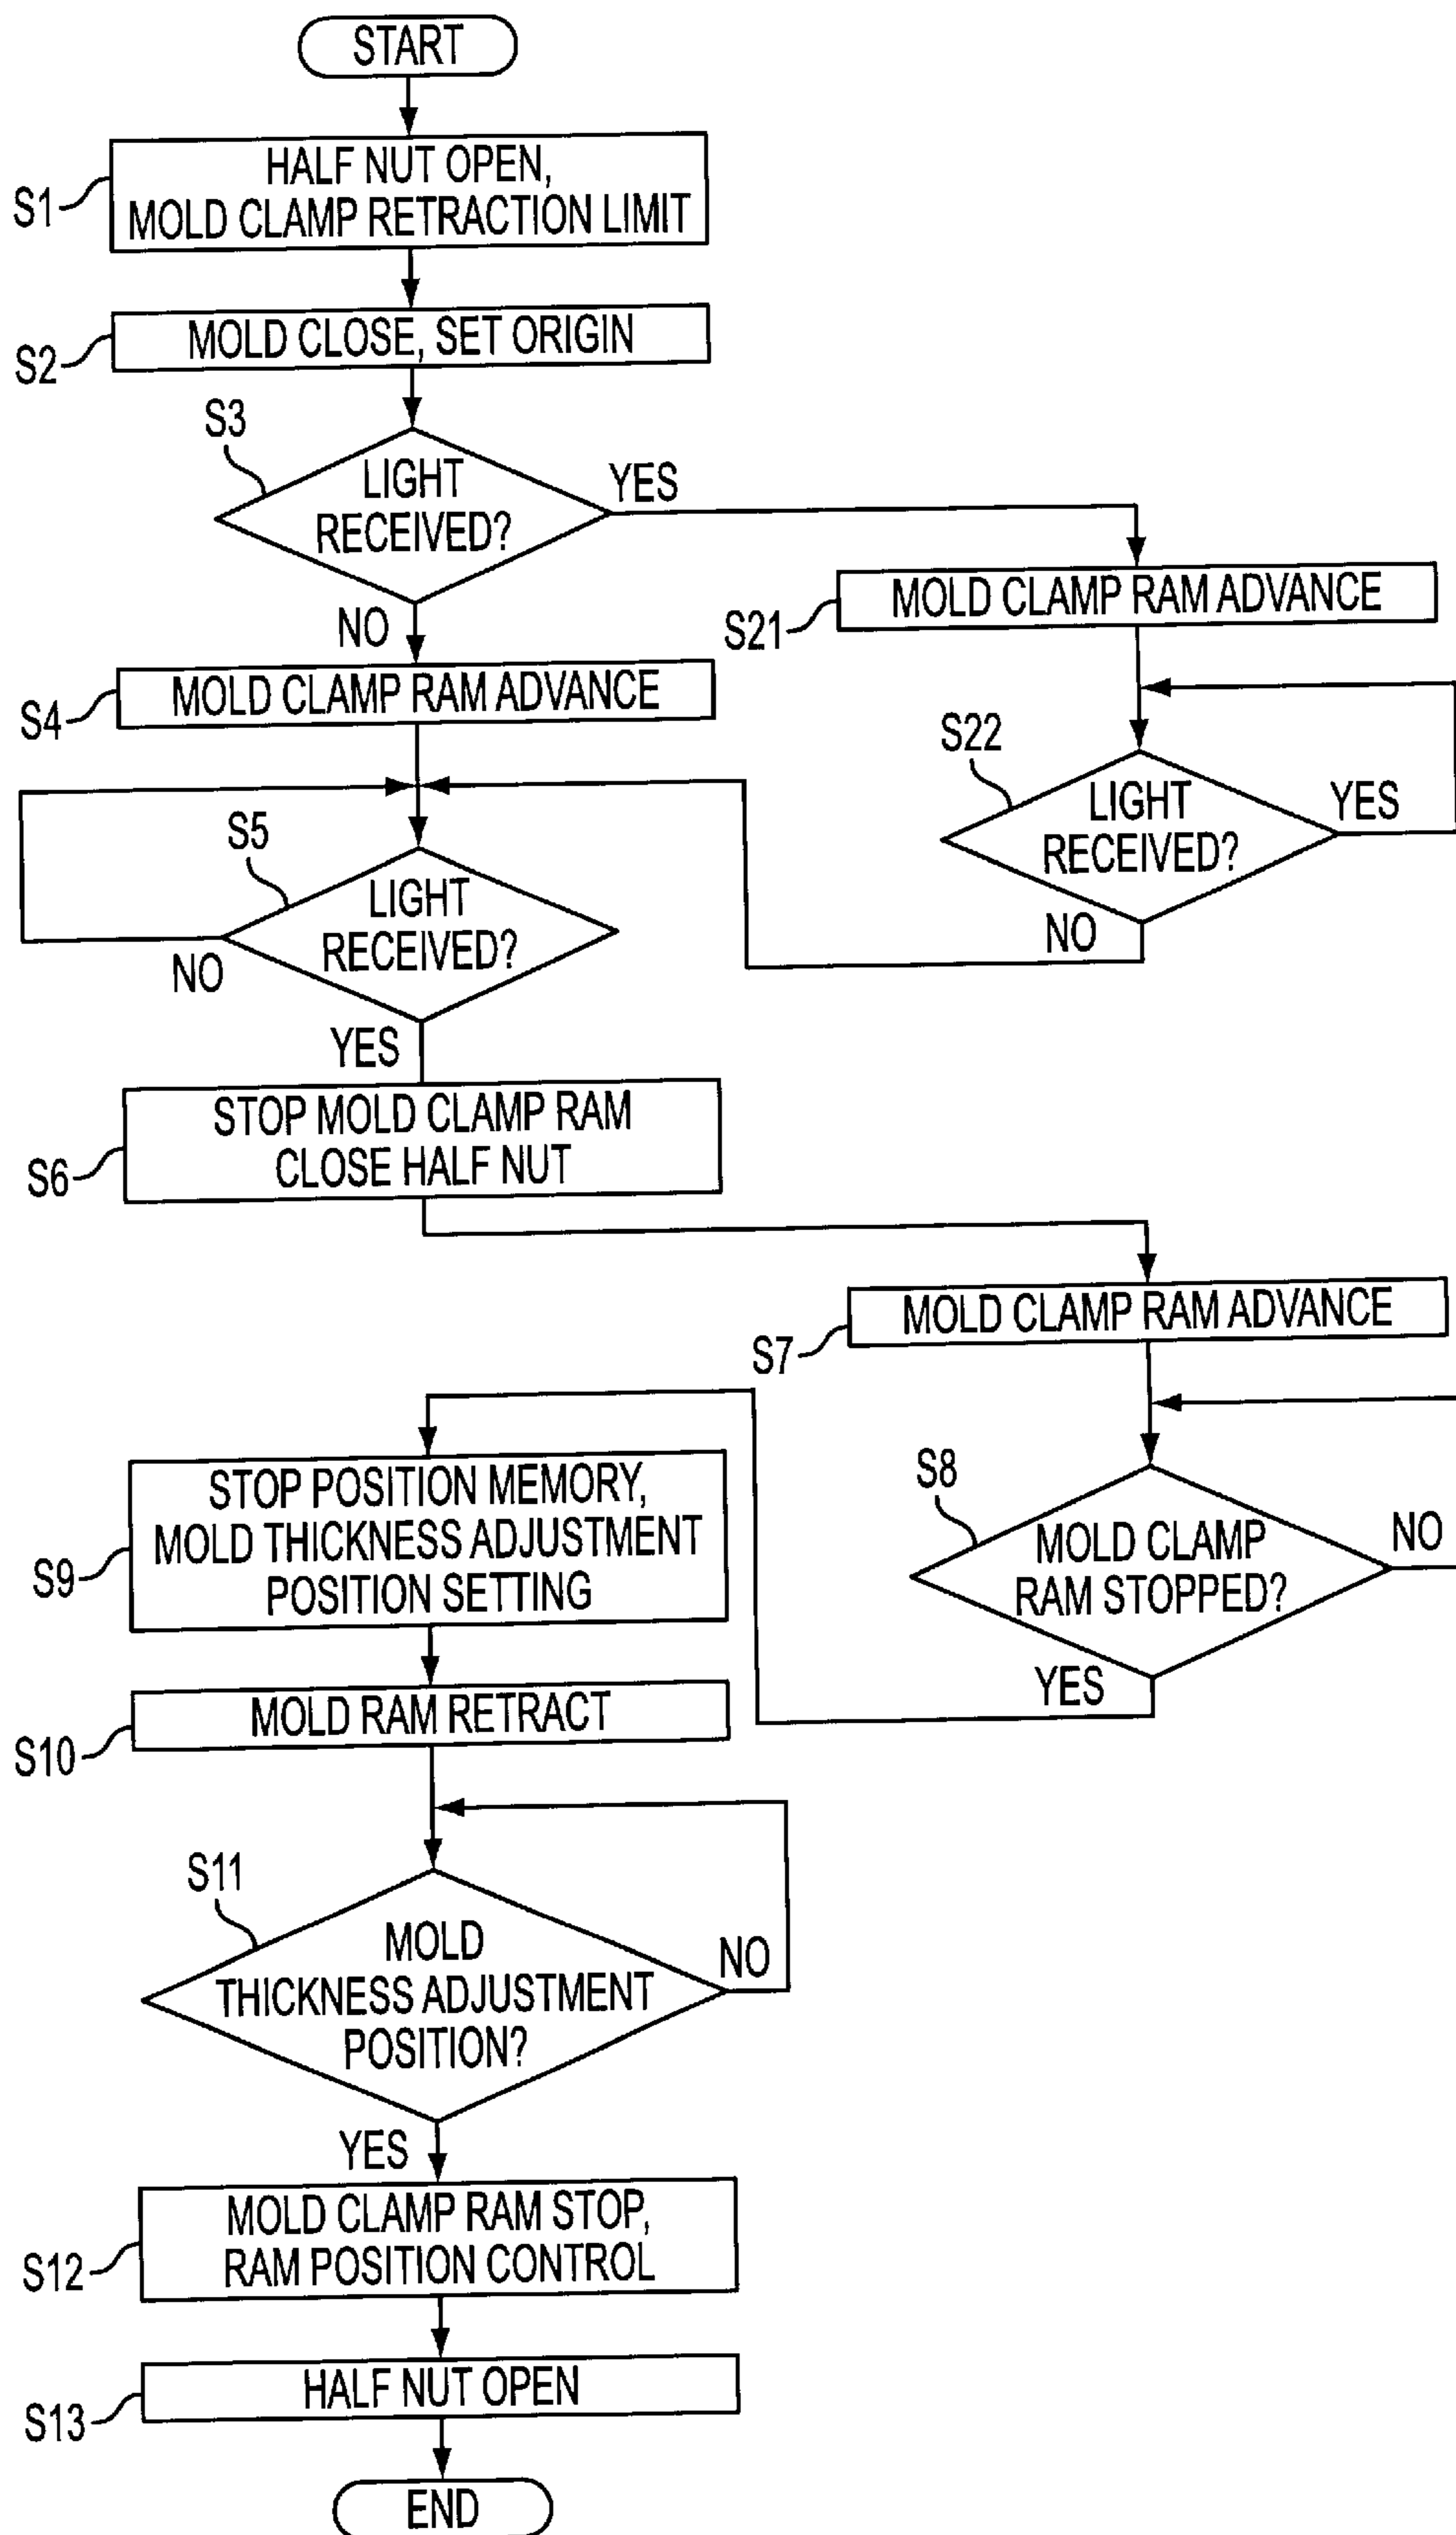 START
S1
HALF NUT OPEN,
MOLD CLAMP RETRACTION LIMIT
S2
MOLD CLOSE, SET ORIGIN
S3
LIGHT
RECEIVED?
YES
NO
S21
MOLD CLAMP RAM ADVANCE
S4
MOLD CLAMP RAM ADVANCE
S22
LIGHT
RECEIVED?
YES
NO
S5
LIGHT
RECEIVED?
NO
YES
S6
STOP MOLD CLAMP RAM
CLOSE HALF NUT
S7
MOLD CLAMP RAM ADVANCE
S8
MOLD CLAMP
RAM STOPPED?
NO
YES
S9
STOP POSITION MEMORY,
MOLD THICKNESS ADJUSTMENT
POSITION SETTING
S10
MOLD RAM RETRACT
S11
MOLD
THICKNESS ADJUSTMENT
POSITION?
NO
YES
S12
MOLD CLAMP RAM STOP,
RAM POSITION CONTROL
S13
HALF NUT OPEN
END